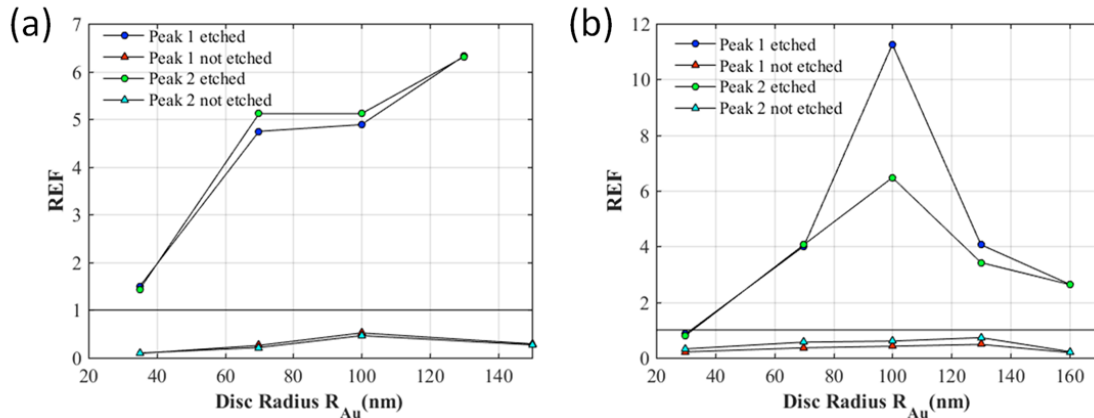 (a)
7
6
5
4
3
2
1
0
REF
Peak 1 etched
Peak 1 not etched
Peak 2 etched
Peak 2 not etched
20 40 60 80 100 120 140
Disc Radius R_Au(nm)
(b)
12
10
8
6
4
2
0
REF
Peak 1 etched
Peak 1 not etched
Peak 2 etched
Peak 2 not etched
20 40 60 80 100 120 140 160
Disc Radius R_Au(nm)